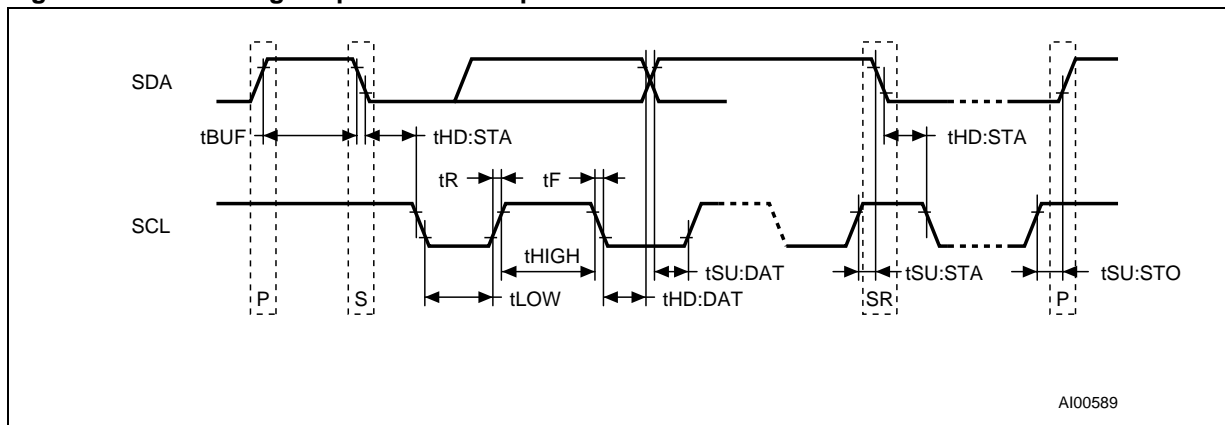 SDA
tBUF
tHD:STA
tHD:STA
tR
tF
SCL
tHIGH
tSU:DAT
tSU:STA
tSU:STO
P
S
tLOW
tHD:DAT
SR
P
AI00589